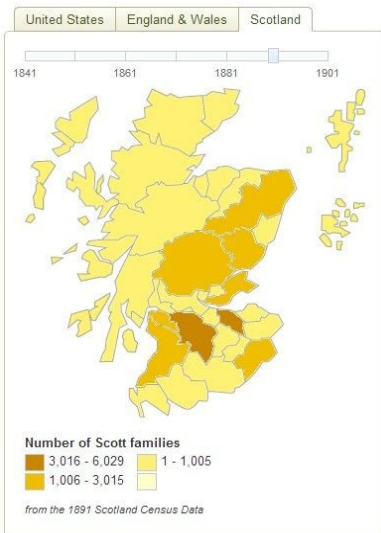 United States England & Wales Scotland
1841 1861 1881 1901
Number of Scott families
3,016 - 6,029 1 - 1,005
1,006 - 3,015
from the 1891 Scotland Census Data